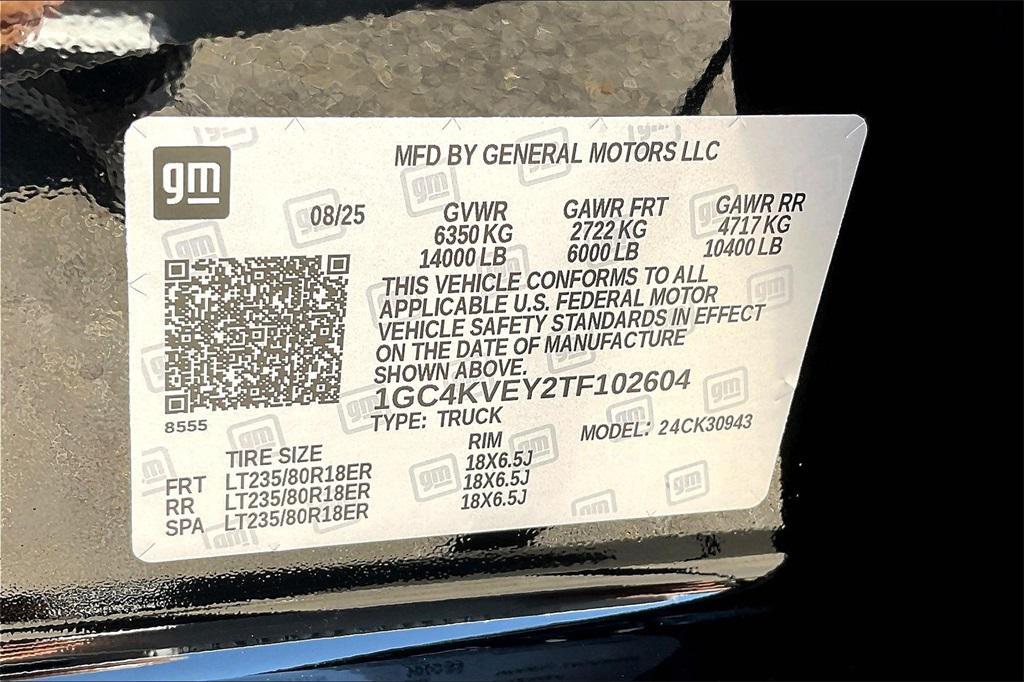 gm
MFD BY GENERAL MOTORS LLC
08/25 GVWR GAWR FRT GAWR RR
6350 KG 2722 KG 4717 KG
14000 LB 6000 LB 10400 LB
THIS VEHICLE CONFORMS TO ALL
APPLICABLE U.S. FEDERAL MOTOR
VEHICLE SAFETY STANDARDS IN EFFECT
ON THE DATE OF MANUFACTURE
SHOWN ABOVE.
1GC4KVEY2TF102604
8555
TYPE: TRUCK MODEL: 24CK30943
TIRE SIZE RIM
FRT LT235/80R18ER 18X6.5J
RR LT235/80R18ER 18X6.5J
SPA LT235/80R18ER 18X6.5J